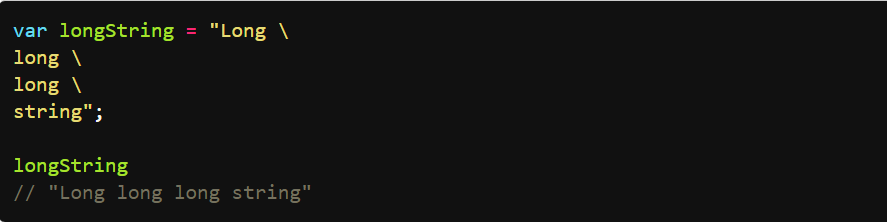 var longString = "Long \
long \
long \
string";
longString
// "Long long long string"